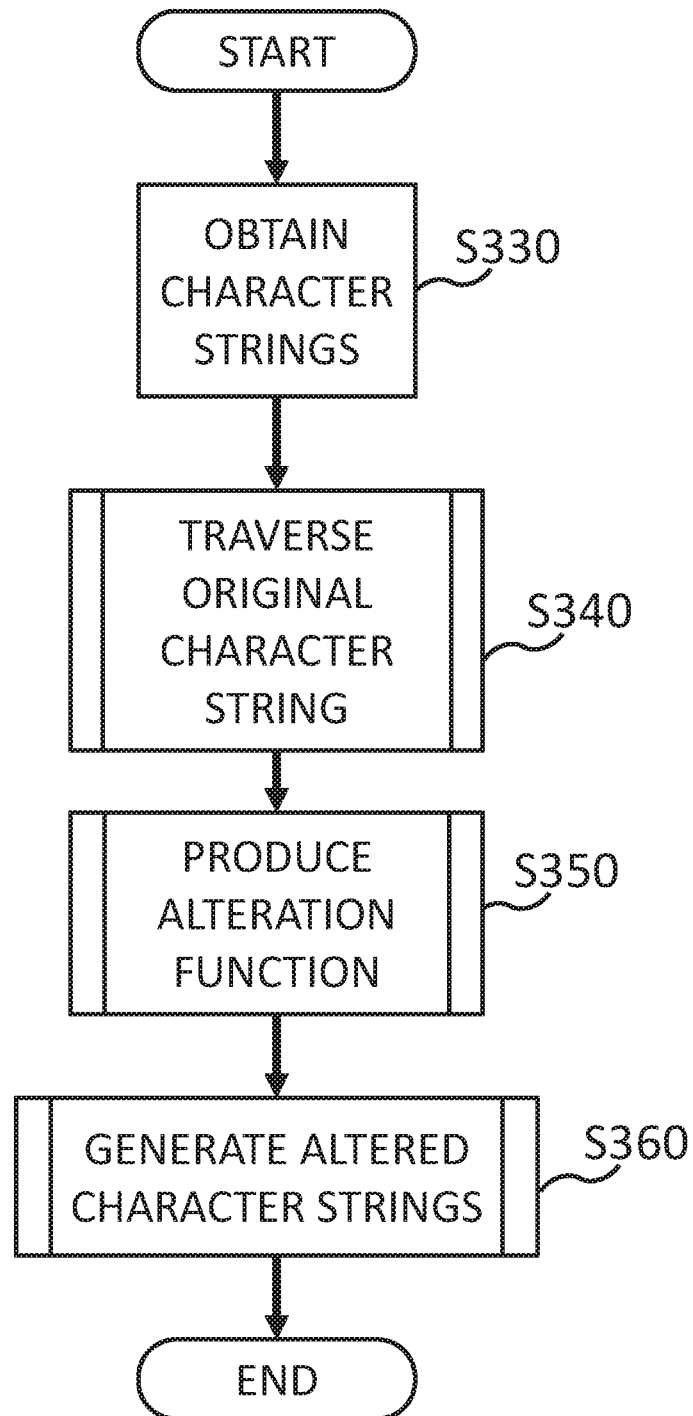 START
OBTAIN
CHARACTER
STRINGS
S330
TRAVERSE
ORIGINAL
CHARACTER
STRING
S340
PRODUCE
ALTERATION
FUNCTION
S350
GENERATE ALTERED
CHARACTER STRINGS
S360
END